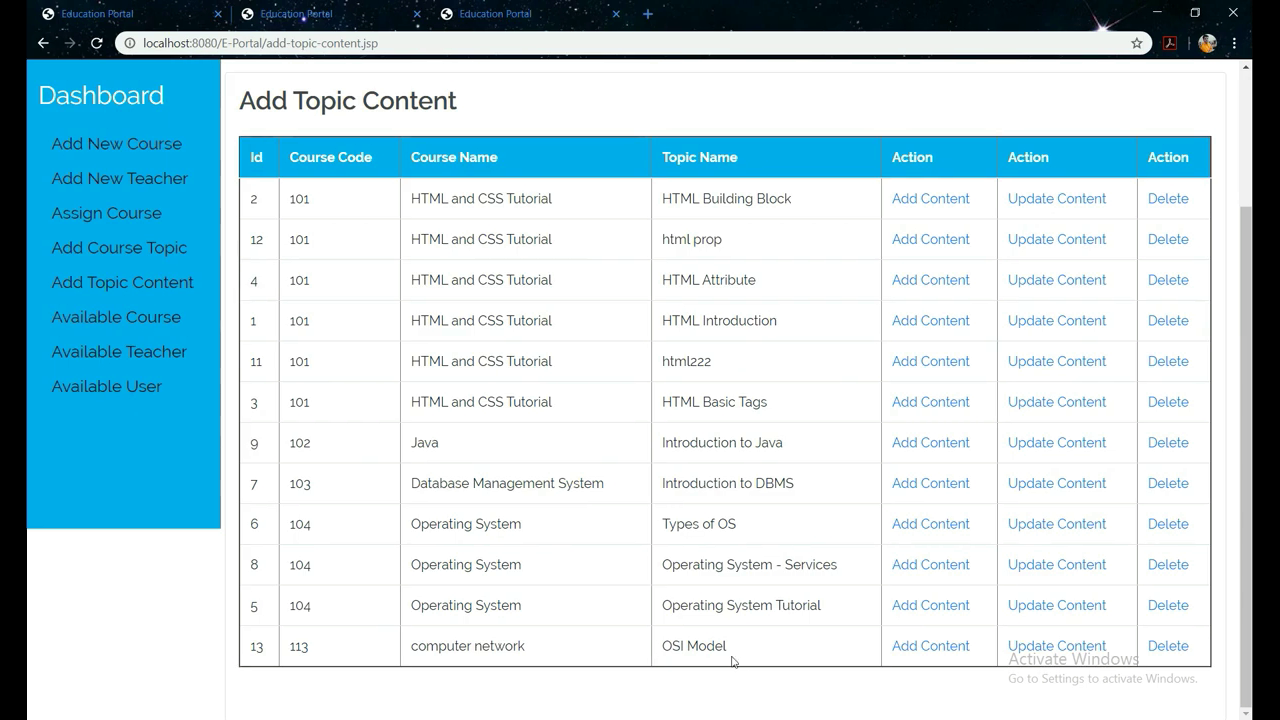 Education Portal Education Portal Education Portal
localhost:8080/E-Portal/add-topic-content.jsp
Dashboard
Add New Course
Add New Teacher
Assign Course
Add Course Topic
Add Topic Content
Available Course
Available Teacher
Available User
Add Topic Content
Id Course Code Course Name Topic Name Action Action Action
2 101 HTML and CSS Tutorial HTML Building Block Add Content Update Content Delete
12 101 HTML and CSS Tutorial html prop Add Content Update Content Delete
4 101 HTML and CSS Tutorial HTML Attribute Add Content Update Content Delete
1 101 HTML and CSS Tutorial HTML Introduction Add Content Update Content Delete
11 101 HTML and CSS Tutorial html222 Add Content Update Content Delete
3 101 HTML and CSS Tutorial HTML Basic Tags Add Content Update Content Delete
9 102 Java Introduction to Java Add Content Update Content Delete
7 103 Database Management System Introduction to DBMS Add Content Update Content Delete
6 104 Operating System Types of OS Add Content Update Content Delete
8 104 Operating System Operating System - Services Add Content Update Content Delete
5 104 Operating System Operating System Tutorial Add Content Update Content Delete
13 113 computer network OSI Model Add Content Update Content Delete
Activate Windows
Go to Settings to activate Windows.